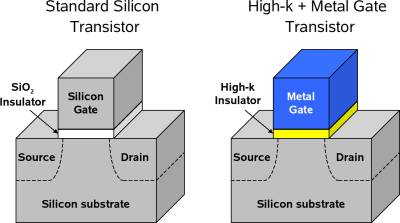 Standard Silicon
Transistor
SiO₂
Insulator
Silicon
Gate
Source
Drain
Silicon substrate
High-k + Metal Gate
Transistor
High-k
Insulator
Metal
Gate
Source
Drain
Silicon substrate